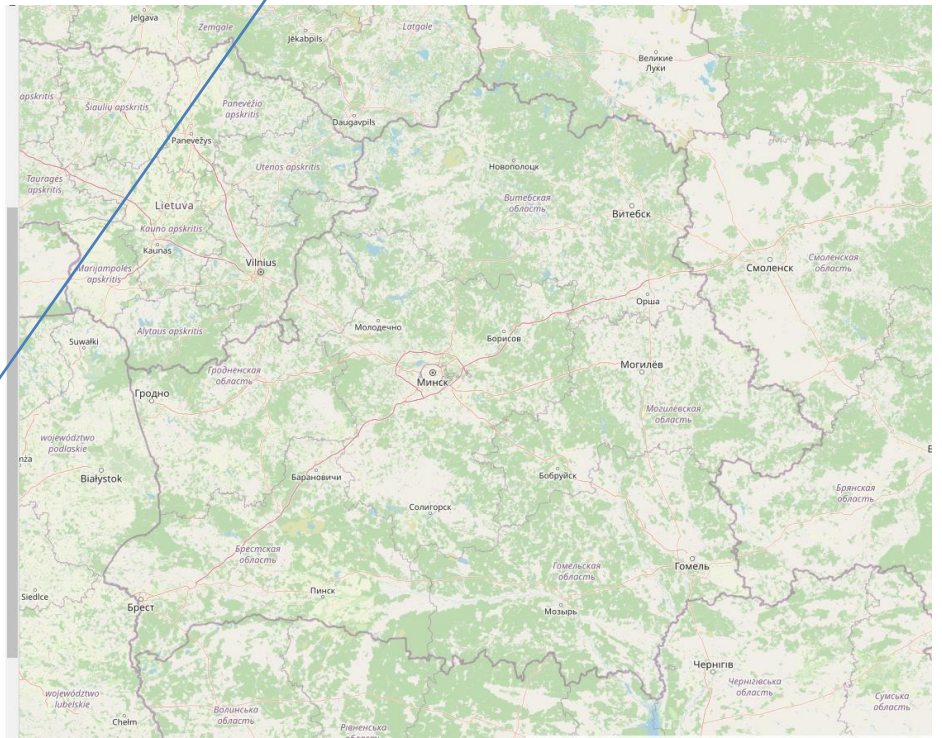 Jelgava
Zemgale
Latgale
Jēkabpils
Великие
Луки
apskritis
Šiaulių apskritis
Panevėžio
apskritis
Daugavpils
Panevėžys
Utenos apskritis
Новополоцк
Tauragės
apskritis
Lietuva
Витебская
область
Витебск
Kauno apskritis
Kaunas
Vilnius
Marijampolės
apskritis
Смоленск
Смоленская
область
Орша
Alytaus apskritis
Молодечно
Борисов
Suwałki
Гродненская
область
Минск
Могилёв
Гродно
Могилевская
область
województwo
podlaskie
Białystok
Барановичи
Бобруйск
Брянская
область
Солигорск
Брестская
область
Гомельская
область
Гомель
Siedlce
Пинск
Брест
Мозырь
Чернігів
Чернігівська
область
województwo
lubelskie
Сумська
область
Волинська
область
Chełm
Рівненська
область